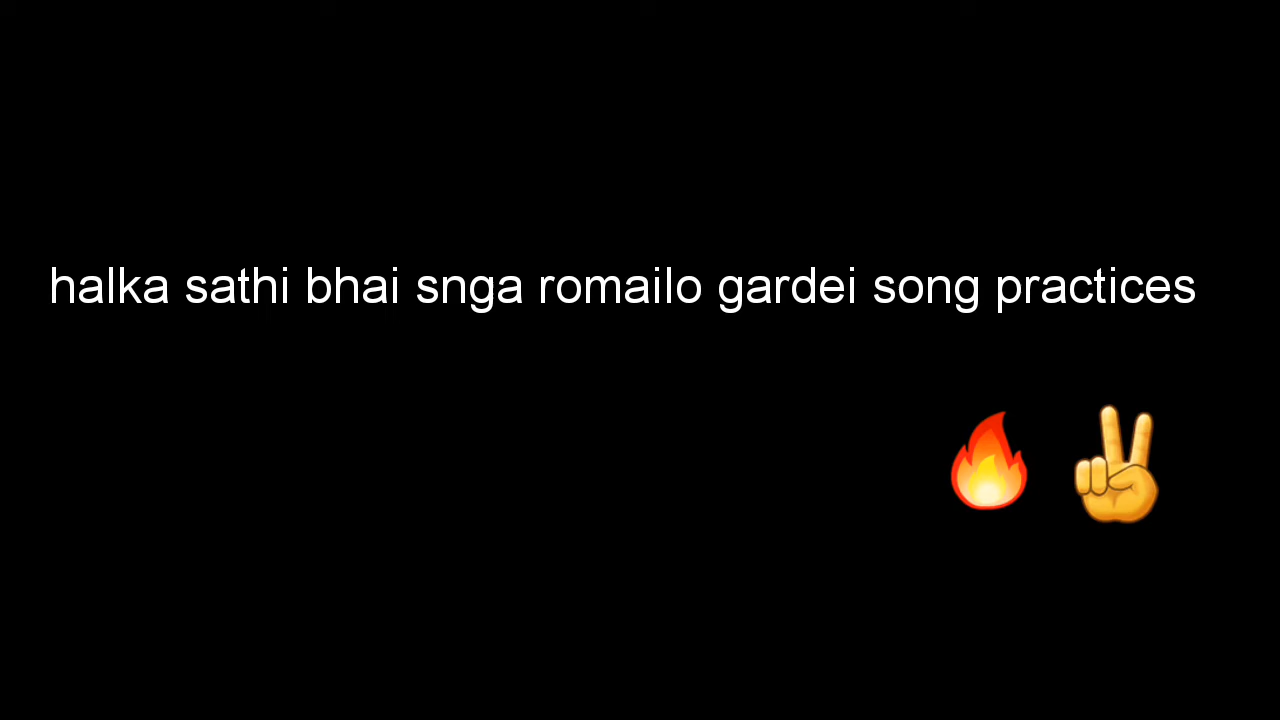 halka sathi bhai snga romailo gardei song practices
🔥 ✌️